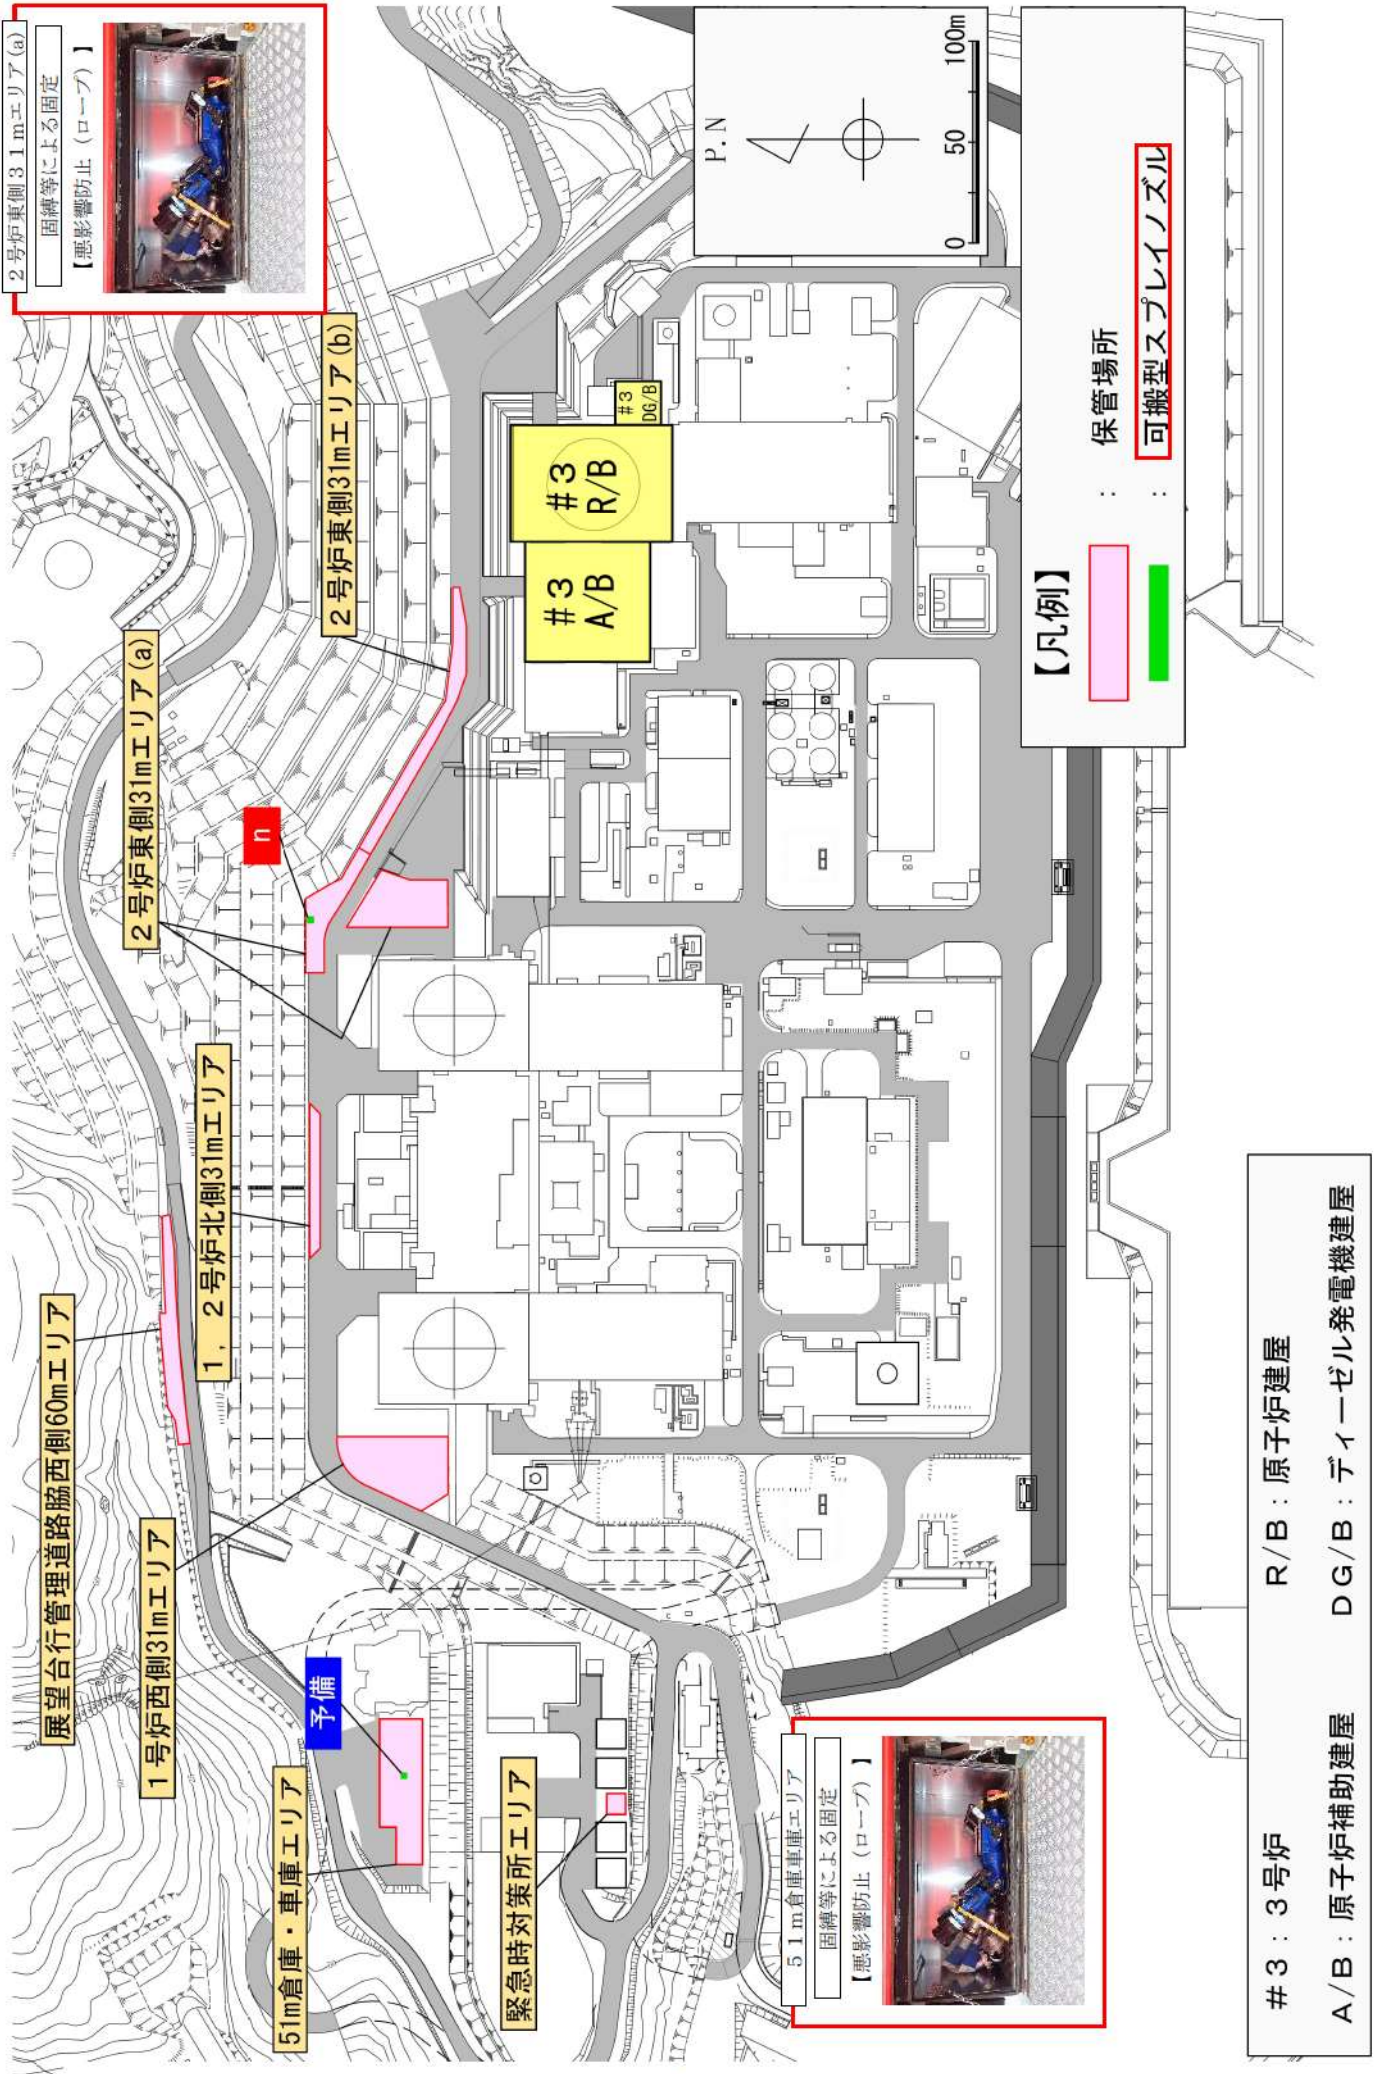 2号炉東側31mエリア(a)
固縛等による固定
【悪影響防止（ロープ）】
展望台行管理道路脇西側60mエリア
1号炉西側31mエリア
1，2号炉北側31mエリア
2号炉東側31mエリア(a)
2号炉東側31mエリア(b)
n
予備
51m倉庫・車庫エリア
緊急時対策所エリア
#3
A/B
#3
R/B
#3
DG/B
P.N
0 50 100m
51m倉庫車庫エリア
固縛等による固定
【悪影響防止（ロープ）】
【凡例】
： 保管場所
： 可搬型スプレイノズル
#3：3号炉 R/B：原子炉建屋
A/B：原子炉補助建屋 DG/B：ディーゼル発電機建屋